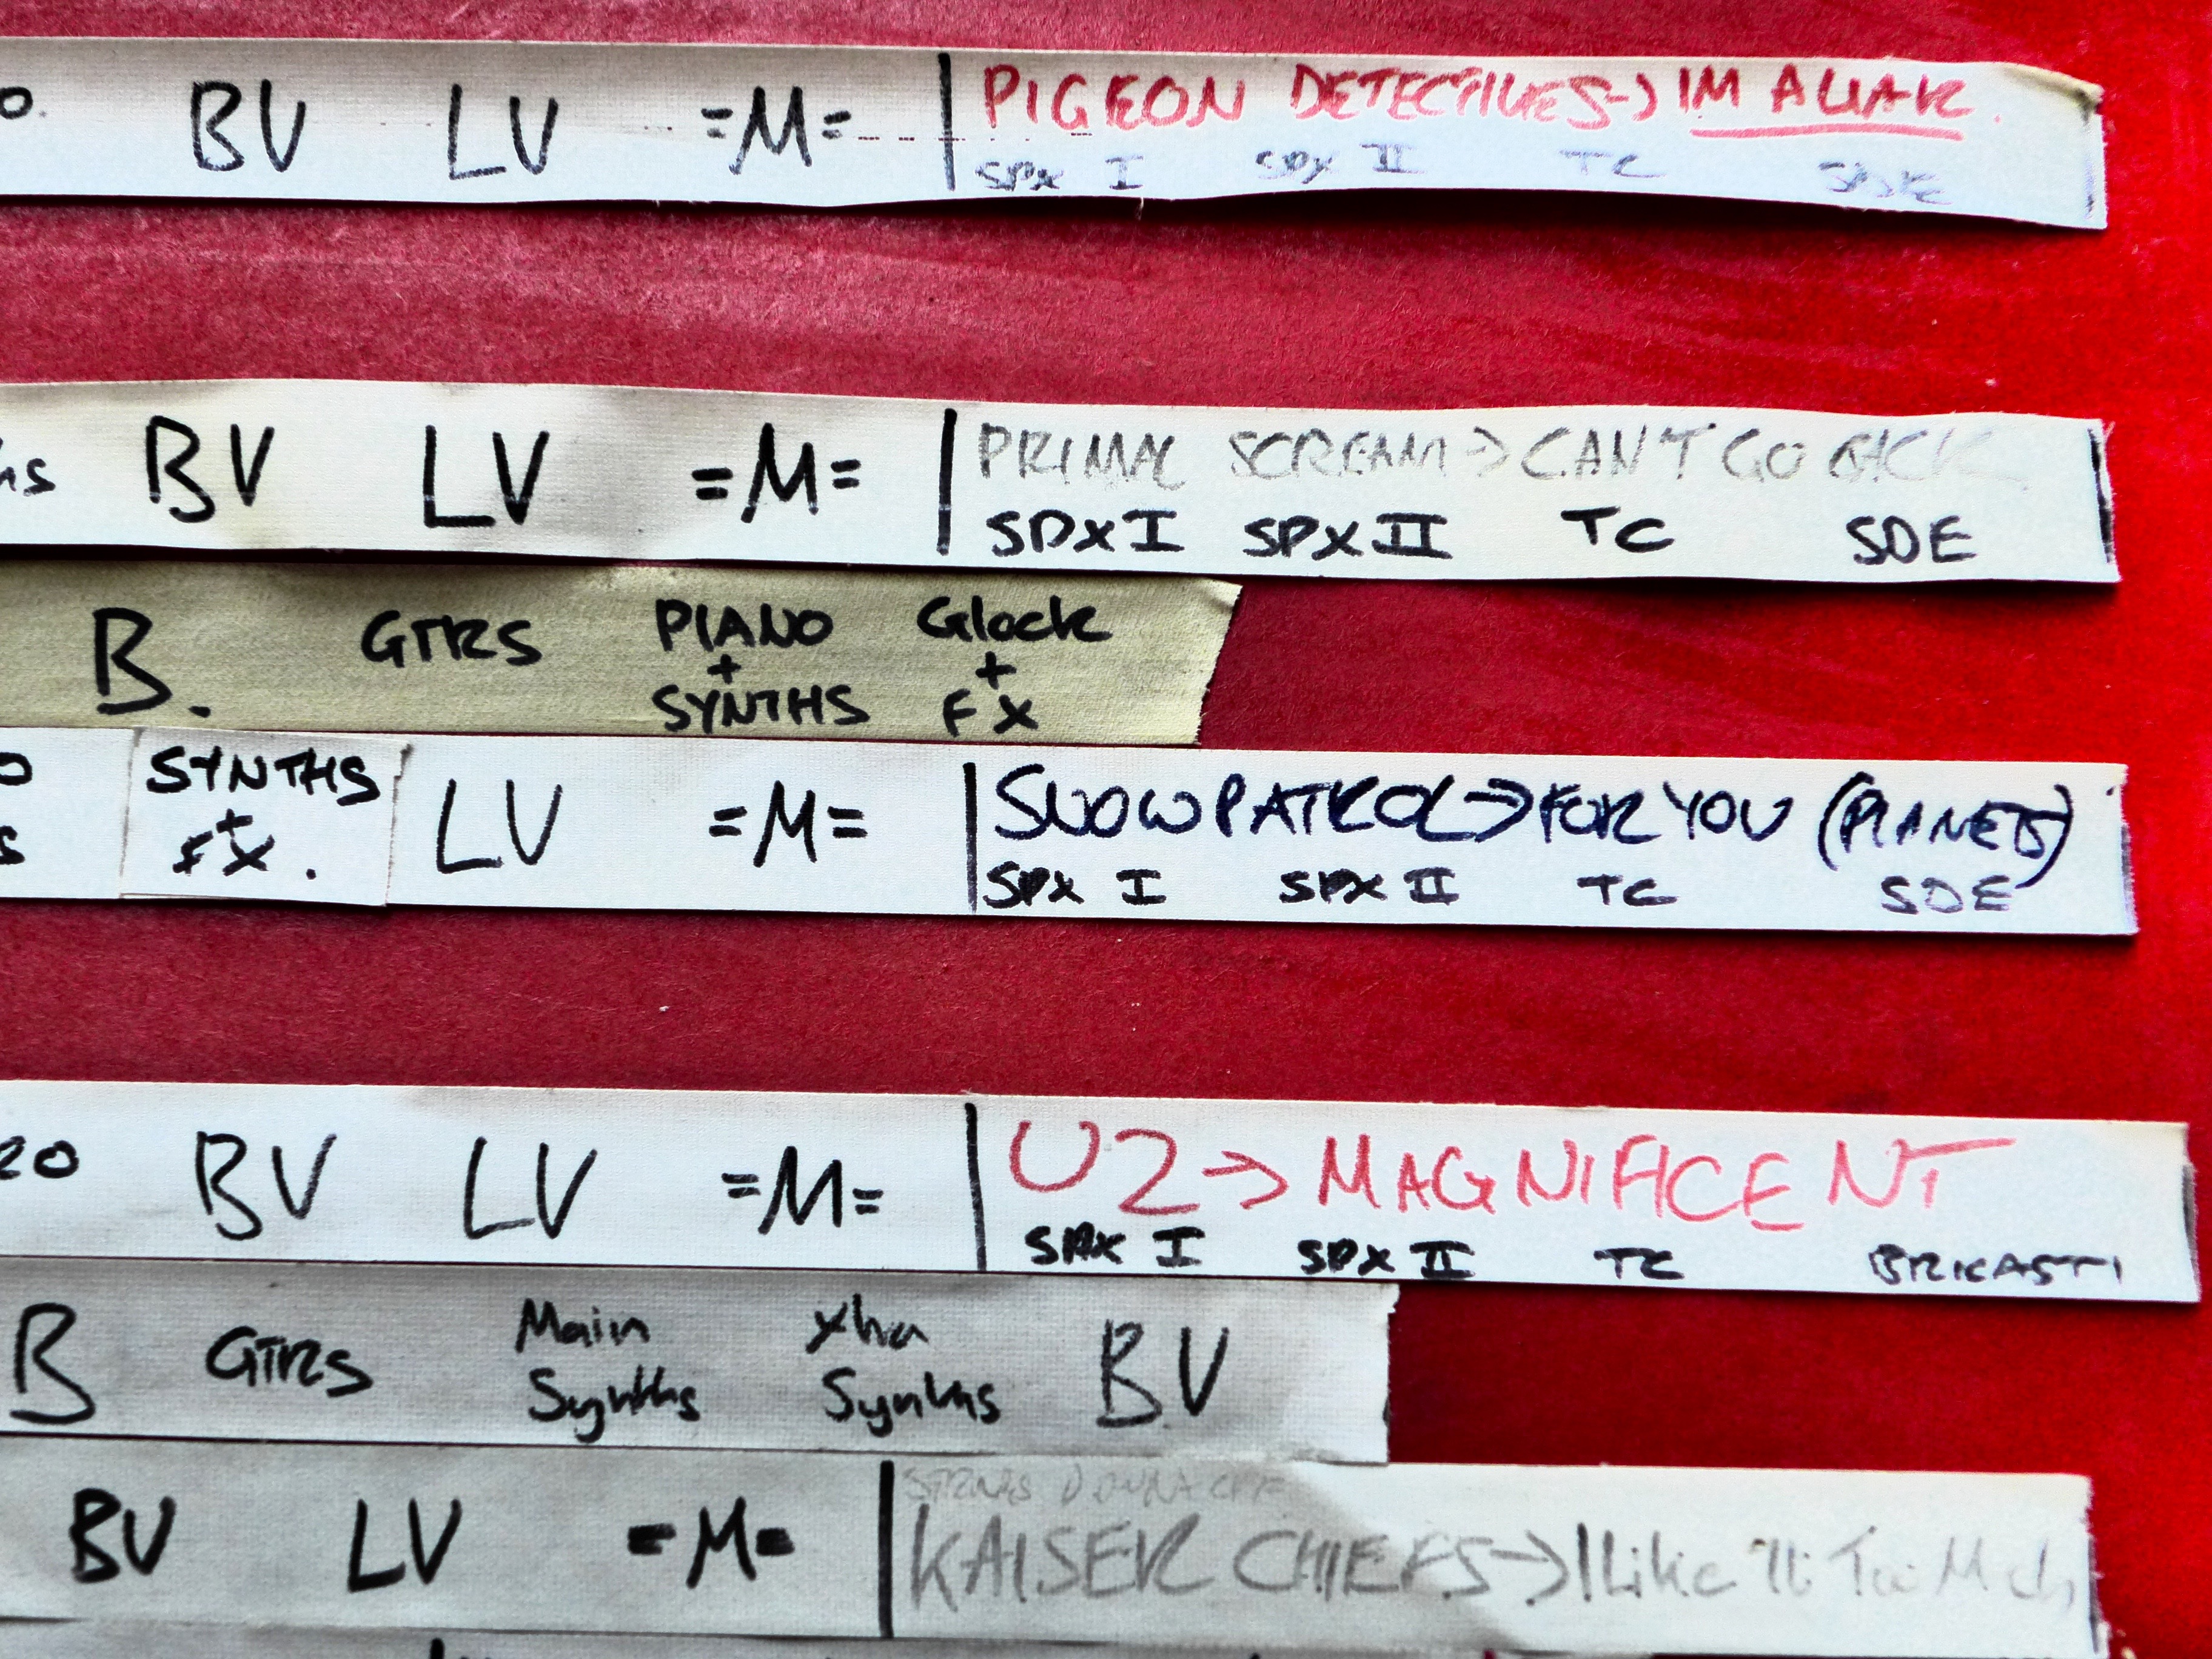 BV LV =M= PIGEON DETECTIVES→ IM A LIAR.
SPX I SPX II TC SDE
BV LV =M= PRIMAL SCREAM → CAN'T GO BACK
SPX I SPX II TC SDE
B. GTRS PIANO + SYNTHS Glock + FX
SYNTHS + FX. LV =M= SNOW PATROL → FOR YOU (PLANETS)
SPX I SPX II TC SDE
20 BV LV =M= U2 → MAGNIFICENT
SPX I SPX II TC BRICASTI
B GTRS Main Synths Xtra Synths BV
BV LV =M= KAISER CHIEFS → I Like It Too Much